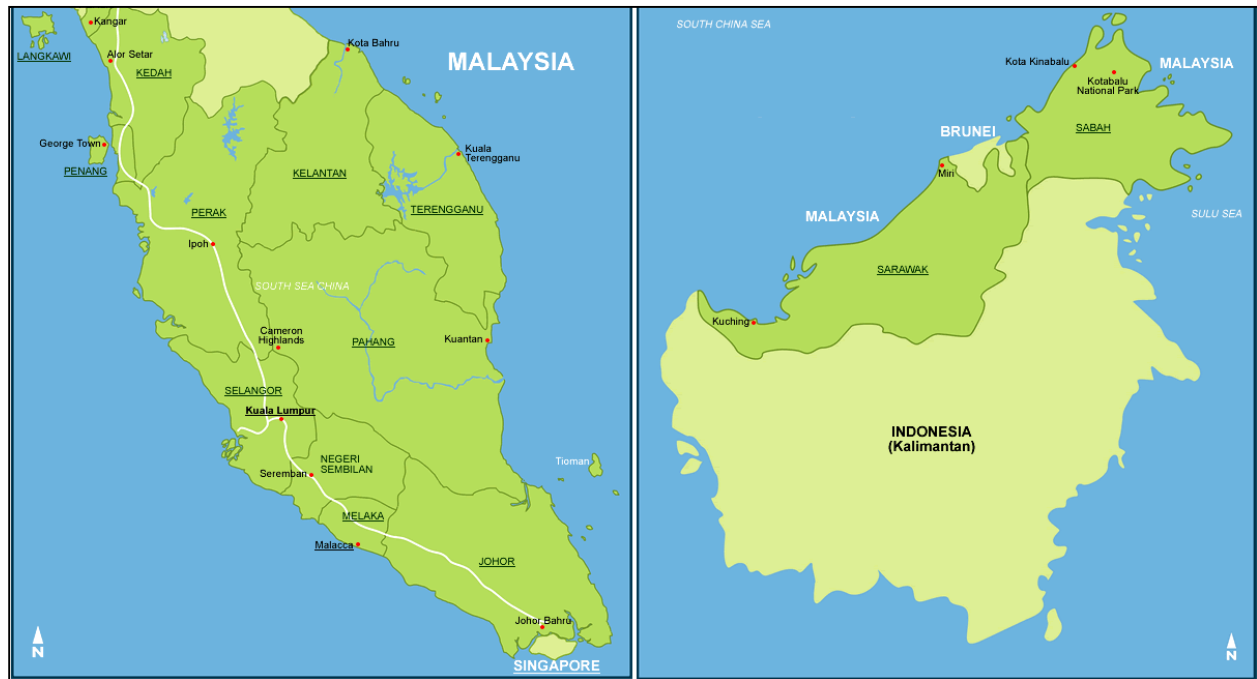 Kangar
LANGKAWI
Alor Setar
KEDAH
Kota Bahru
MALAYSIA
George Town
PENANG
Kuala
Terengganu
KELANTAN
PERAK
TERENGGANU
Ipoh
SOUTH SEA CHINA
Cameron
Highlands
PAHANG
Kuantan
SELANGOR
Kuala Lumpur
NEGERI
SEMBILAN
Seremban
Tioman
MELAKA
Malacca
JOHOR
Johor Bahru
SINGAPORE
N
SOUTH CHINA SEA
Kota Kinabalu
MALAYSIA
Kotabalu
National Park
SABAH
BRUNEI
Miri
MALAYSIA
SULU SEA
SARAWAK
Kuching
INDONESIA
(Kalimantan)
N